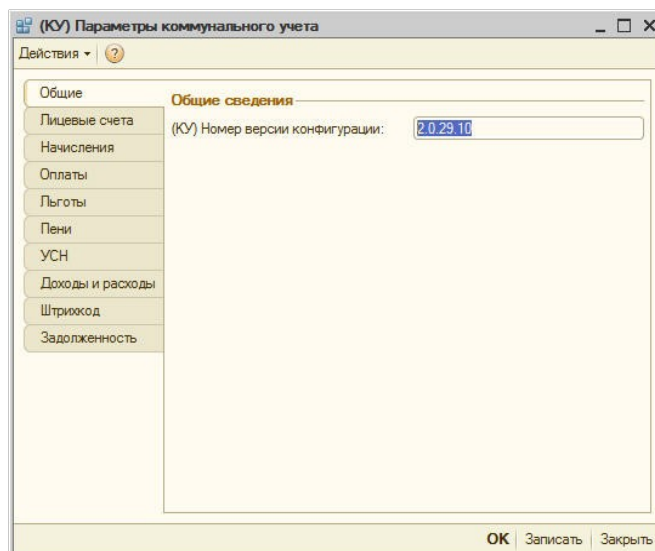 (КУ) Параметры коммунального учета
Действия
Общие
Лицевые счета
Начисления
Оплаты
Льготы
Пени
УСН
Доходы и расходы
Штрихкод
Задолженность
Общие сведения
(КУ) Номер версии конфигурации: 2.0.29.10
OK Записать Закрыть